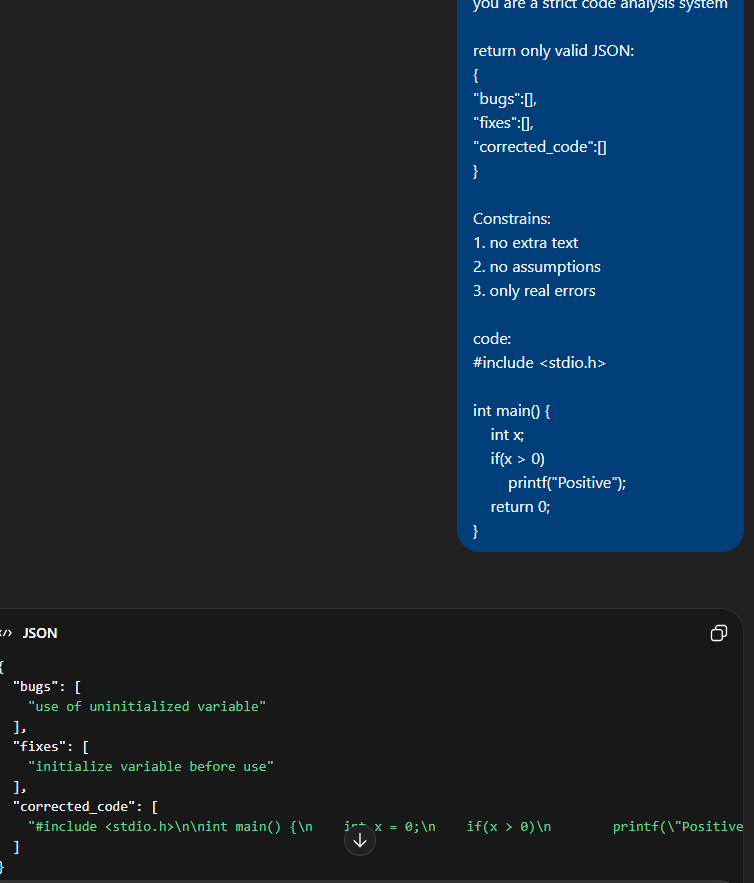 you are a strict code analysis system
return only valid JSON:
{
"bugs":[],
"fixes":[],
"corrected_code":[]
}
Constrains:
1. no extra text
2. no assumptions
3. only real errors
code:
#include <stdio.h>
int main() {
int x;
if(x > 0)
printf("Positive");
return 0;
}
JSON
{
"bugs": [
"use of uninitialized variable"
],
"fixes": [
"initialize variable before use"
],
"corrected_code": [
"#include <stdio.h>\n\nint main() {\n    int x = 0;\n    if(x > 0)\n        printf(\"Positive
]
}